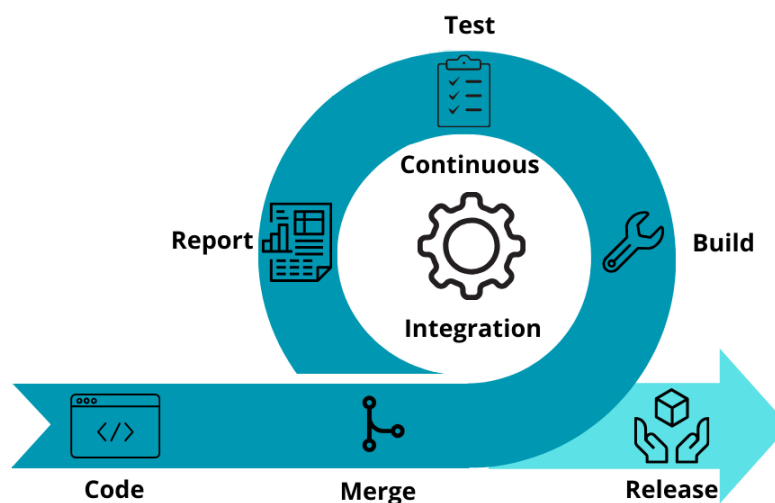 Test
Continuous
Report
Build
Integration
</>
Code
Merge
Release